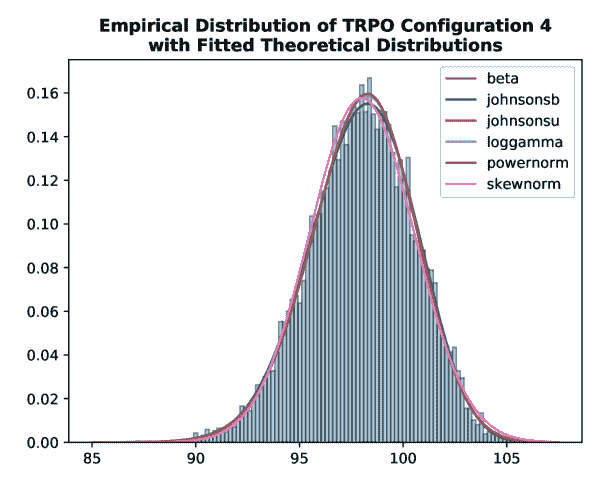 Empirical Distribution of TRPO Configuration 4
with Fitted Theoretical Distributions
beta
johnsonsb
johnsonsu
loggamma
powernorm
skewnorm
0.16
0.14
0.12
0.10
0.08
0.06
0.04
0.02
0.00
85 90 95 100 105